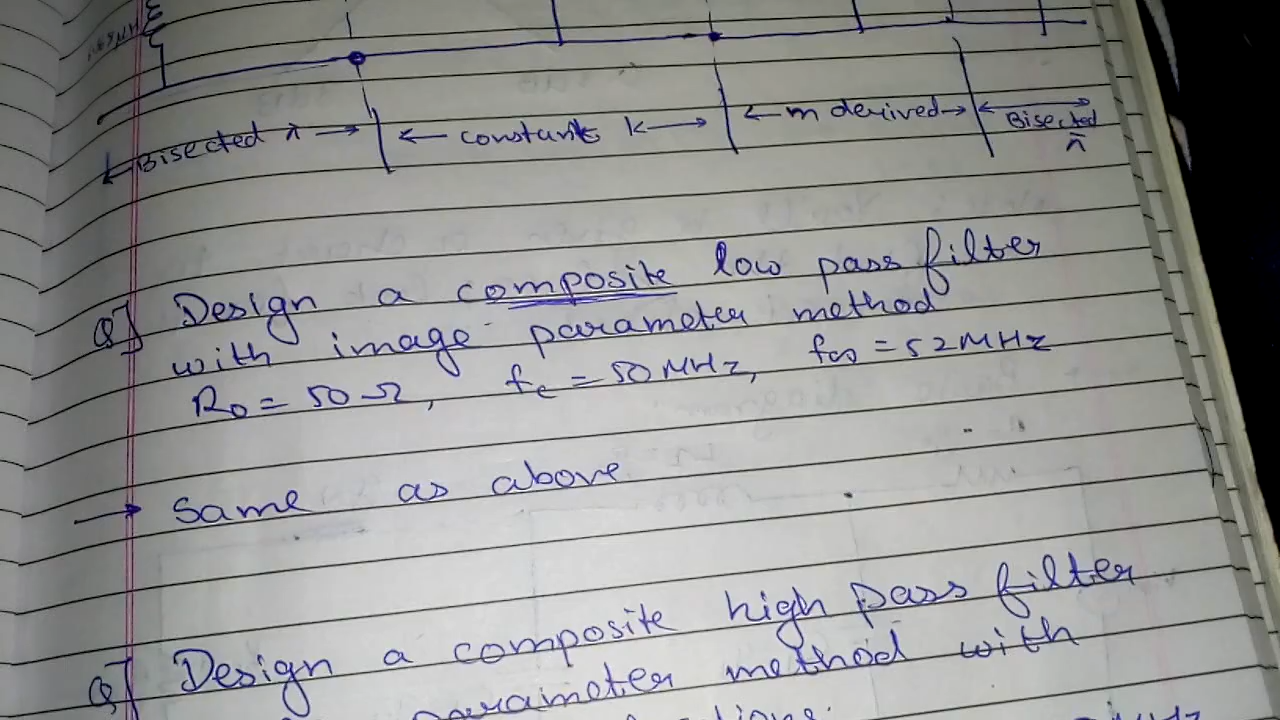 Bisected π
constant k
m derived
Bisected
π
Q] Design a composite low pass filter
with image parameter method
R₀ = 50 Ω, fc = 50 MHz, f∞ = 52 MHz
→ Same as above
Q] Design a composite high pass filter
parameter method with